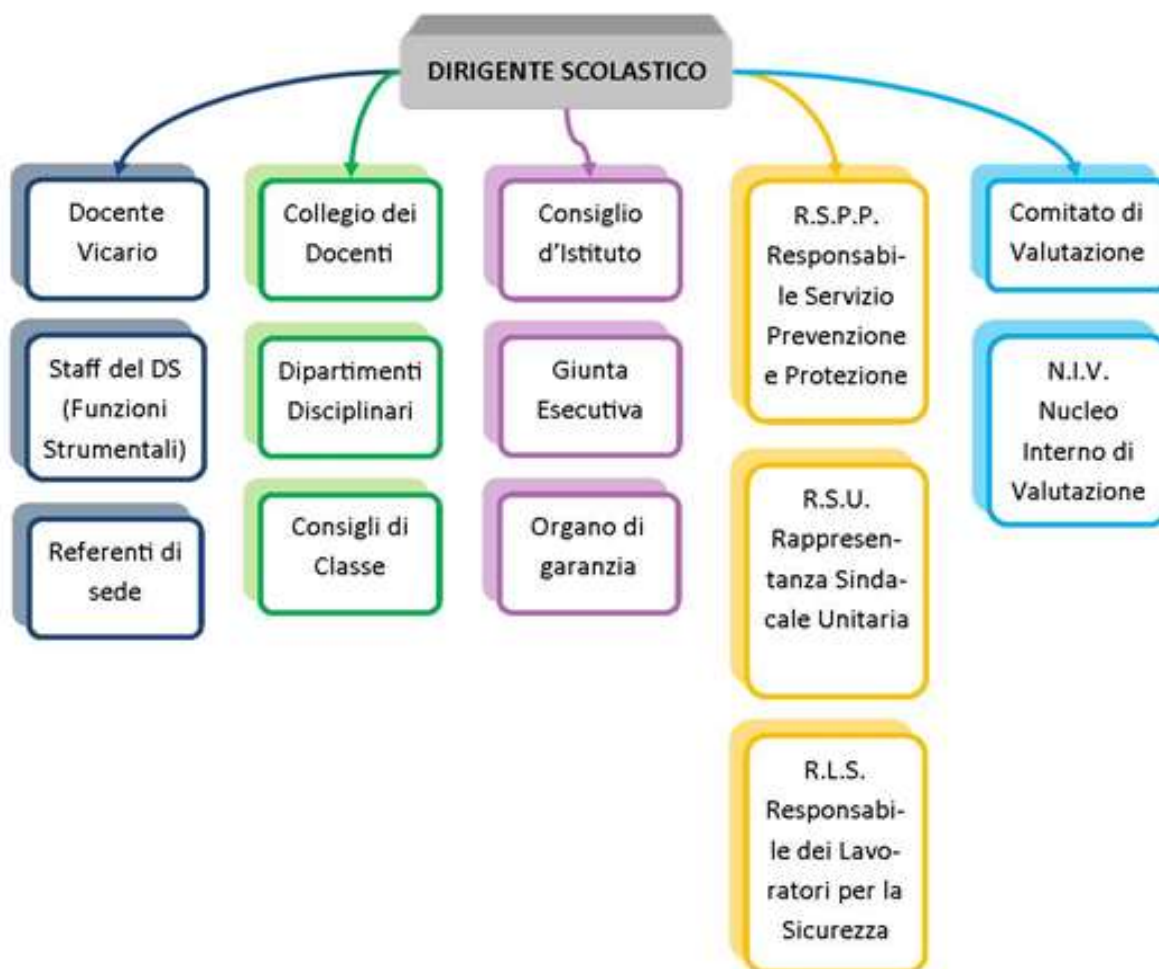 DIRIGENTE SCOLASTICO
Docente
Vicario
Staff del DS
(Funzioni
Strumentali)
Referenti di
sede
Collegio dei
Docenti
Dipartimenti
Disciplinari
Consigli di
Classe
Consiglio
d'Istituto
Giunta
Esecutiva
Organo di
garanzia
R.S.P.P.
Responsabi-
le Servizio
Prevenzione
e Protezione
R.S.U.
Rappresen-
tanza Sinda-
cale Unitaria
R.L.S.
Responsabi-
le dei Lavo-
ratori per la
Sicurezza
Comitato di
Valutazione
N.I.V.
Nucleo
Interno di
Valutazione